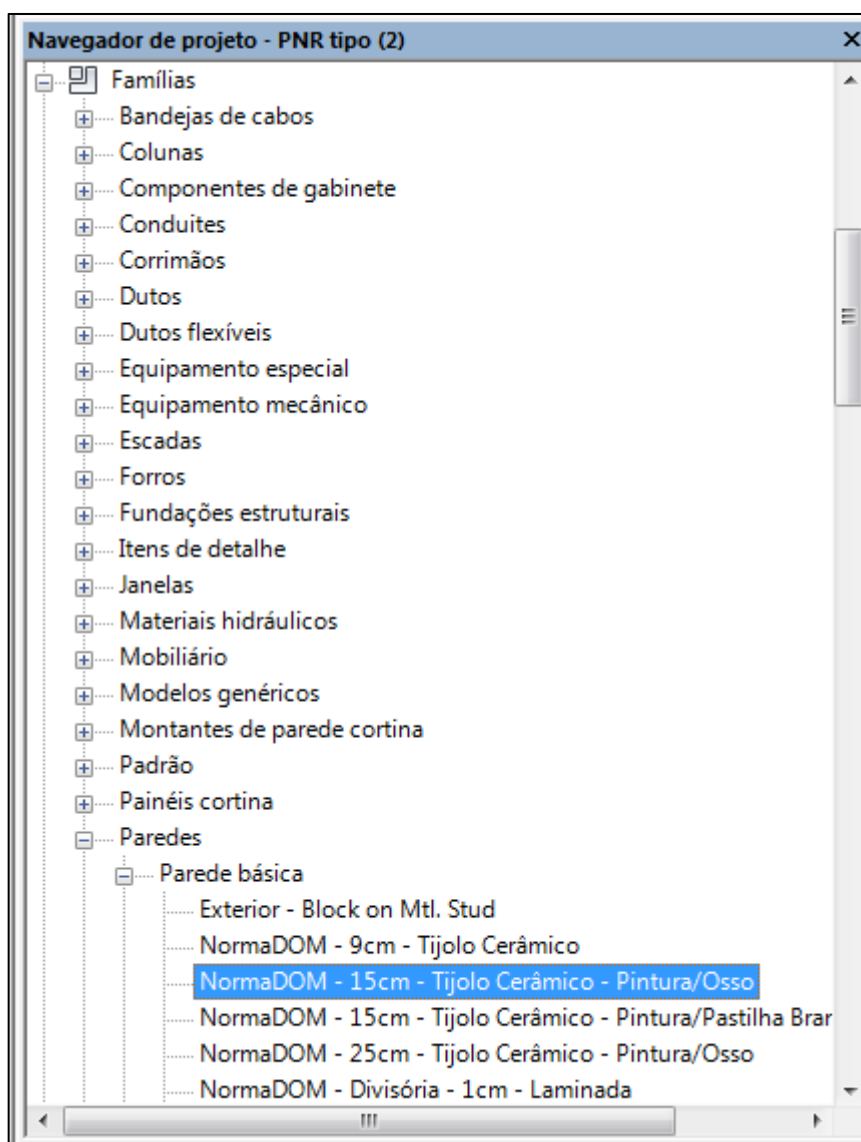 Navegador de projeto - PNR tipo (2)
Famílias
Bandejas de cabos
Colunas
Componentes de gabinete
Conduites
Corrimãos
Dutos
Dutos flexíveis
Equipamento especial
Equipamento mecânico
Escadas
Forros
Fundações estruturais
Itens de detalhe
Janelas
Materiais hidráulicos
Mobiliário
Modelos genéricos
Montantes de parede cortina
Padrão
Painéis cortina
Paredes
Parede básica
Exterior - Block on Mtl. Stud
NormaDOM - 9cm - Tijolo Cerâmico
NormaDOM - 15cm - Tijolo Cerâmico - Pintura/Osso
NormaDOM - 15cm - Tijolo Cerâmico - Pintura/Pastilha Brar
NormaDOM - 25cm - Tijolo Cerâmico - Pintura/Osso
NormaDOM - Divisória - 1cm - Laminada